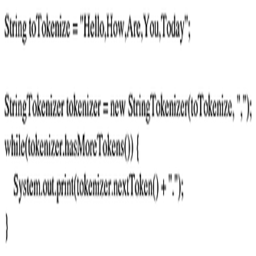 String toTokenize = "Hello,How,Are,You,Today";
StringTokenizer tokenizer = new StringTokenizer(toTokenize, ",");
while(tokenizer.hasMoreTokens()) {
System.out.print(tokenizer.nextToken() + ".");
}